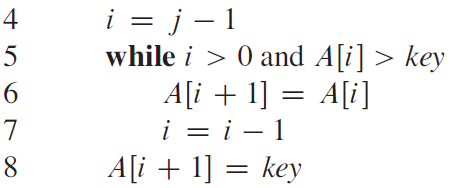 4 i = j − 1
5 while i > 0 and A[i] > key
6 A[i + 1] = A[i]
7 i = i − 1
8 A[i + 1] = key